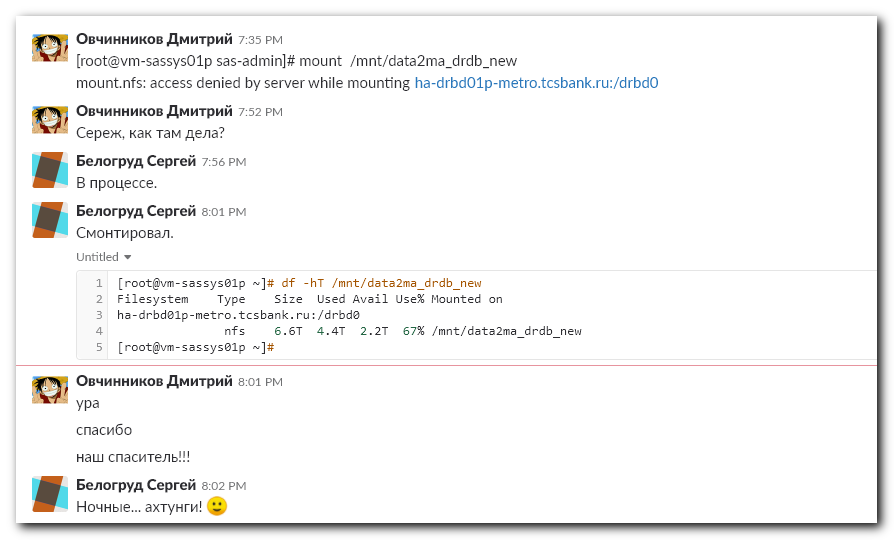 Овчинников Дмитрий 7:35 PM
[root@vm-sassys01p sas-admin]# mount  /mnt/data2ma_drdb_new
mount.nfs: access denied by server while mounting ha-drbd01p-metro.tcsbank.ru:/drbd0
Овчинников Дмитрий 7:52 PM
Сереж, как там дела?
Белогруд Сергей 7:56 PM
В процессе.
Белогруд Сергей 8:01 PM
Смонтировал.
Untitled
1 [root@vm-sassys01p ~]# df -hT /mnt/data2ma_drdb_new
2 Filesystem    Type    Size  Used Avail Use% Mounted on
3 ha-drbd01p-metro.tcsbank.ru:/drbd0
4                nfs    6.6T  4.4T  2.2T  67% /mnt/data2ma_drdb_new
5 [root@vm-sassys01p ~]#
Овчинников Дмитрий 8:01 PM
ура
спасибо
наш спаситель!!!
Белогруд Сергей 8:02 PM
Ночные... ахтунги! 🙂